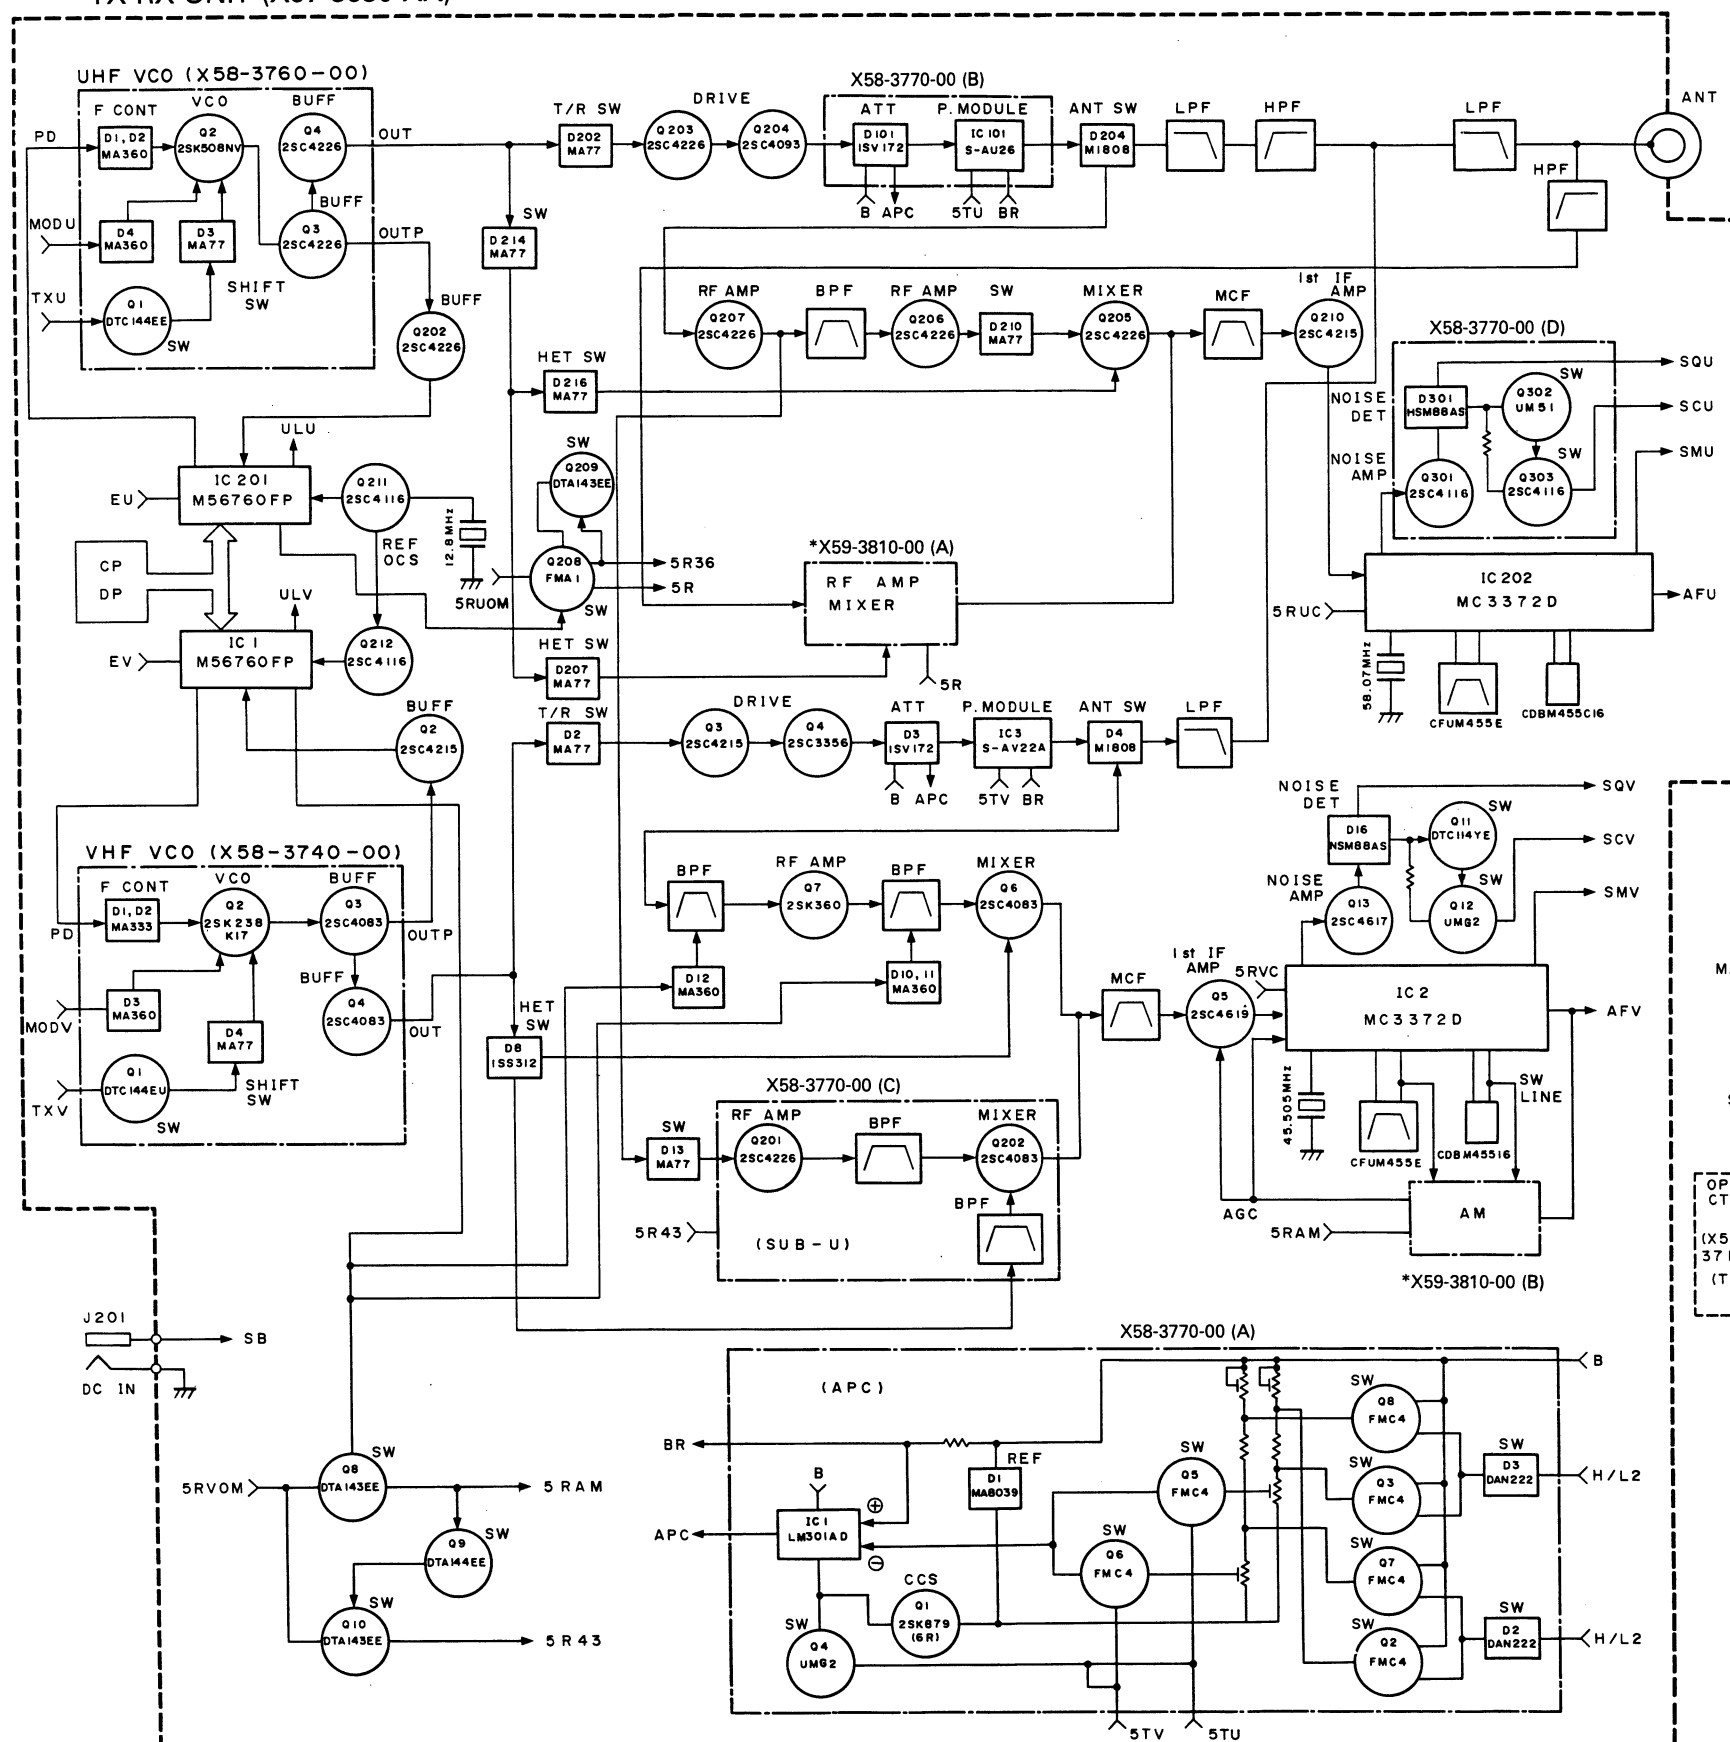 UHF VCO (X58-3760-00)
F CONT
VCO
BUFF
PD
D1, D2
MA360
Q2
2SK508NV
Q4
2SC4226
OUT
BUFF
MODU
D4
MA360
D3
MA77
Q3
2SC4226
OUTP
SHIFT
SW
TXU
Q1
DTC144EE
SW
BUFF
Q202
2SC4226
T/R SW
D202
MA77
DRIVE
Q203
2SC4226
Q204
2SC4093
X58-3770-00 (B)
ATT
D101
1SV172
P.MODULE
IC101
S-AU26
B
APC
5TU
BR
ANT SW
D204
M1808
LPF
HPF
LPF
ANT
HPF
SW
D214
MA77
RF AMP
Q207
2SC4226
BPF
RF AMP
Q206
2SC4226
SW
D210
MA77
MIXER
Q205
2SC4226
MCF
1st IF
AMP
Q210
2SC4215
HET SW
D216
MA77
X58-3770-00 (D)
NOISE
DET
D301
HSM88AS
SW
Q302
UM51
NOISE
AMP
Q301
2SC4116
SW
Q303
2SC4116
SQU
SCU
SMU
ULU
EU
IC201
M56760FP
Q211
2SC4116
REF
OCS
12.8MHz
CP
DP
ULV
EV
IC1
M56760FP
Q212
2SC4116
SW
Q209
DTA143EE
Q208
FMA1
SW
5RUOM
5R36
5R
*X59-3810-00 (A)
RF AMP
MIXER
5R
HET SW
D207
MA77
IC202
MC3372D
5RUC
AFU
58.07MHz
CFUM455E
CDBM455C16
BUFF
Q2
2SC4215
T/R SW
D2
MA77
DRIVE
Q3
2SC4215
Q4
2SC3356
ATT
D3
1SV172
P.MODULE
IC3
S-AV22A
ANT SW
D4
M1808
LPF
B
APC
5TV
BR
VHF VCO (X58-3740-00)
F CONT
VCO
BUFF
D1, D2
MA333
Q2
2SK238
K17
Q3
2SC4083
PD
OUTP
BUFF
Q4
2SC4083
OUT
D3
MA360
MODV
D4
MA77
Q1
DTC144EU
SW
SHIFT
SW
TXV
BPF
RF AMP
Q7
2SK360
BPF
MIXER
Q6
2SC4083
D12
MA360
D10, 11
MA360
HET
SW
D8
1SS312
MCF
1st IF
AMP
Q5
2SC4619
NOISE
DET
D16
NSM88AS
SW
Q11
DTC114YE
NOISE
AMP
Q13
2SC4617
SW
Q12
UMG2
SQV
SCV
SMV
5RVC
IC2
MC3372D
AFV
45.505MHz
CFUM455E
CDBM45516
SW
LINE
AGC
5RAM
AM
*X59-3810-00 (B)
X58-3770-00 (C)
SW
D13
MA77
RF AMP
Q201
2SC4226
BPF
MIXER
Q202
2SC4083
BPF
5R43
(SUB-U)
J201
SB
DC IN
X58-3770-00 (A)
(APC)
B
BR
REF
D1
MA8039
B
IC1
LM301AD
⊕
⊖
APC
SW
Q5
FMC4
SW
Q6
FMC4
CCS
Q1
2SK879
(6R)
SW
Q4
UMG2
SW
Q8
FMC4
SW
Q3
FMC4
SW
Q7
FMC4
SW
Q2
FMC4
SW
D3
DAN222
H/L2
SW
D2
DAN222
H/L2
5TV
5TU
5RVOM
Q8
DTA143EE
SW
5RAM
Q9
DTA144EE
SW
Q10
DTA143EE
SW
5R43
OP
CT
(X5
(T